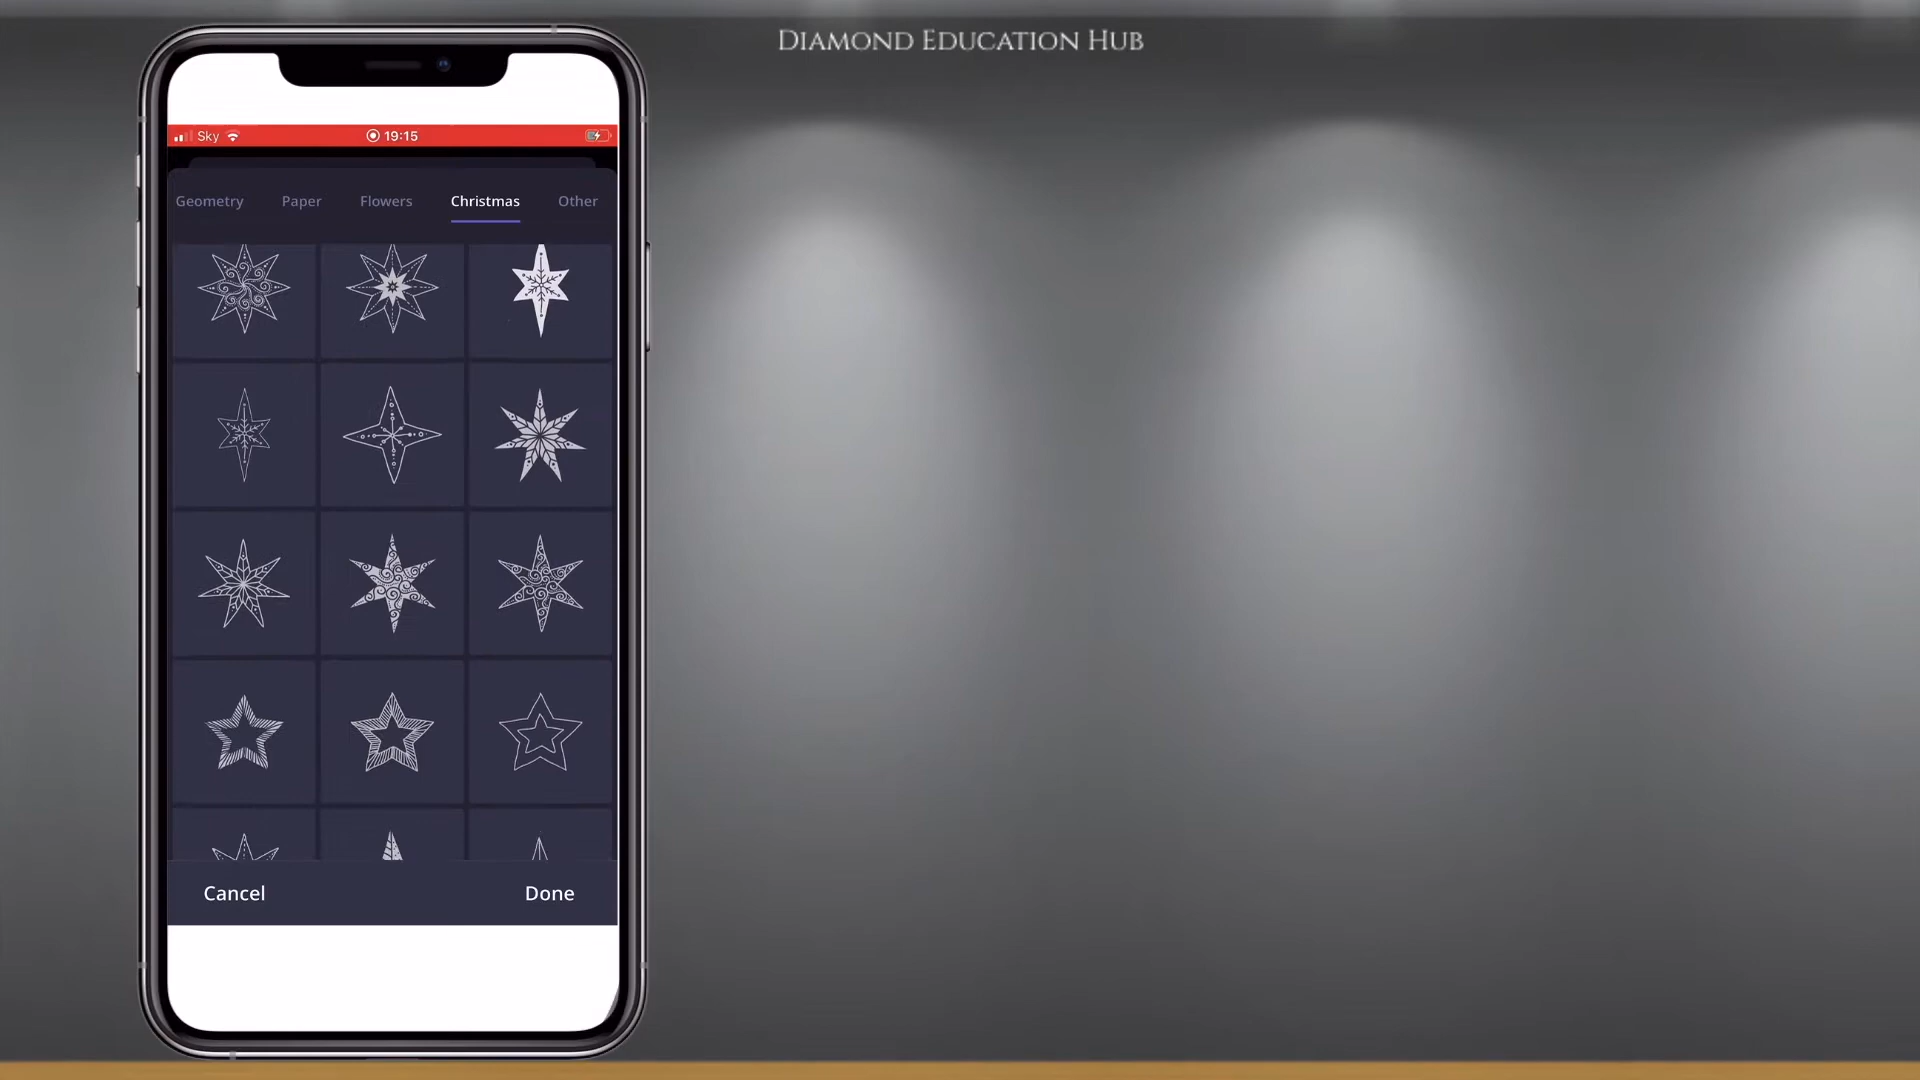 DIAMOND EDUCATION HUB
Sky 19:15
Geometry Paper Flowers Christmas Other
Cancel Done